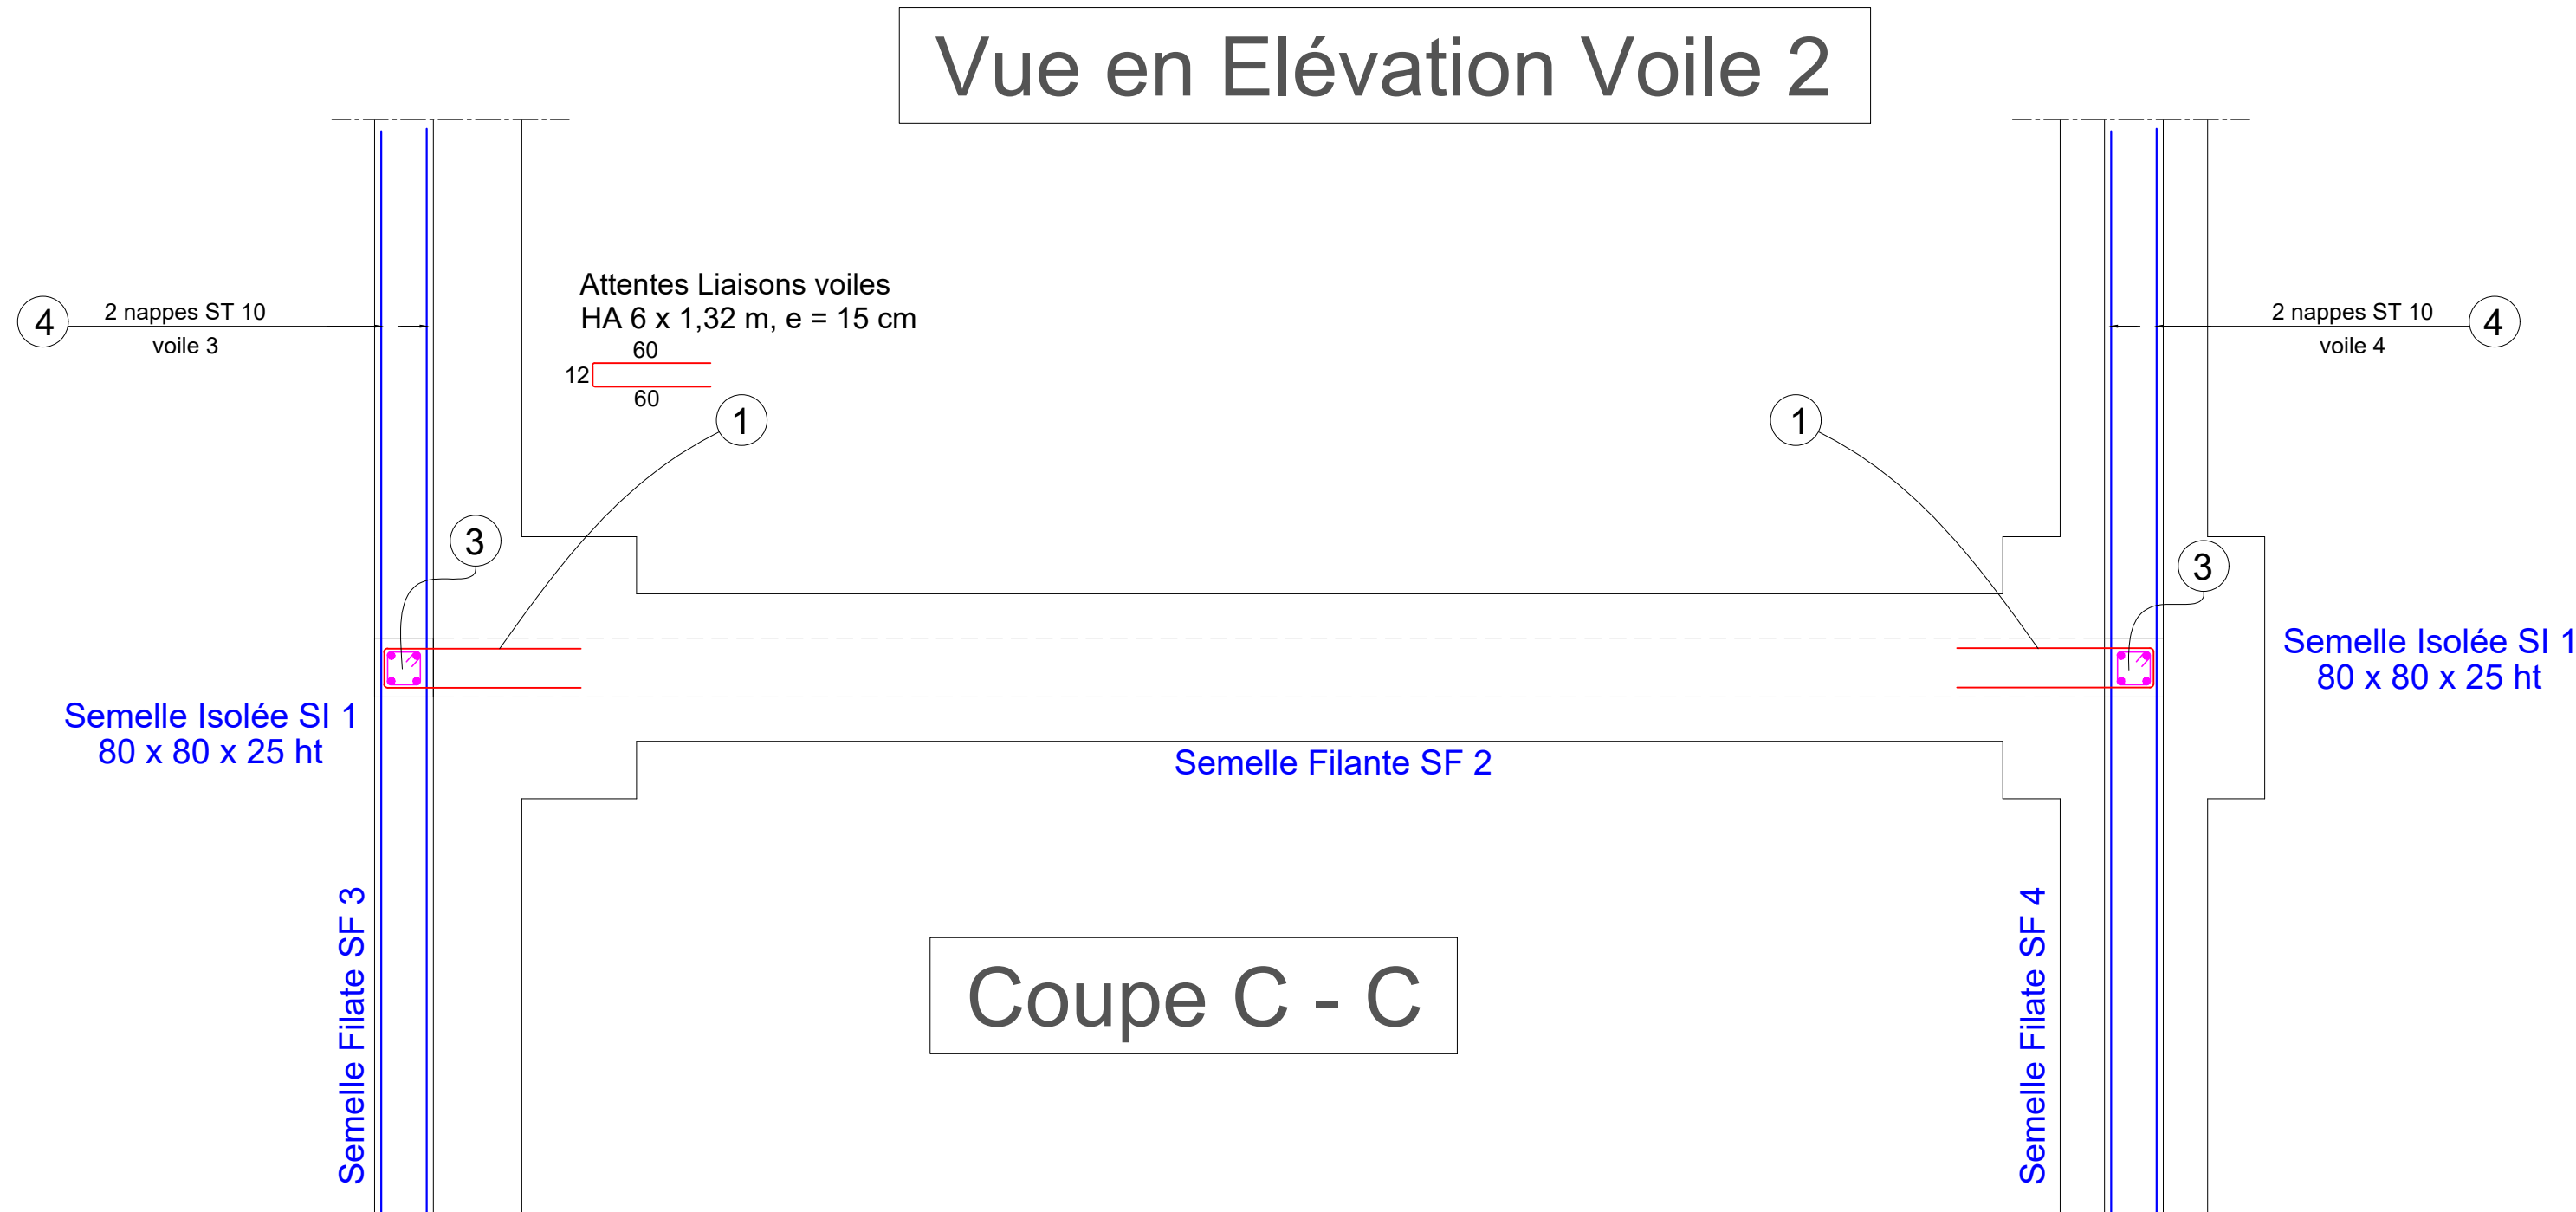 Vue en Elévation Voile 2
Attentes Liaisons voiles
HA 6 x 1,32 m, e = 15 cm
60
12
60
4
2 nappes ST 10
voile 3
2 nappes ST 10
voile 4
4
1
1
3
3
Semelle Isolée SI 1
80 x 80 x 25 ht
Semelle Isolée SI 1
80 x 80 x 25 ht
Semelle Filante SF 2
Semelle Filate SF 3
Semelle Filate SF 4
Coupe C - C